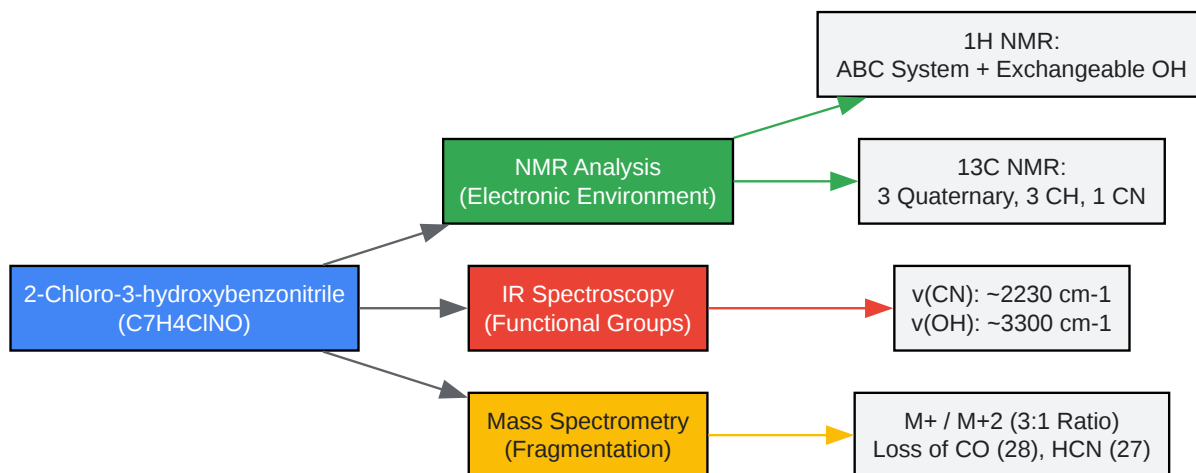 1H NMR:
ABC System + Exchangeable OH
NMR Analysis
(Electronic Environment)
13C NMR:
3 Quaternary, 3 CH, 1 CN
2-Chloro-3-hydroxybenzonitrile
(C7H4ClNO)
IR Spectroscopy
(Functional Groups)
v(CN): ~2230 cm-1
v(OH): ~3300 cm-1
Mass Spectrometry
(Fragmentation)
M+ / M+2 (3:1 Ratio)
Loss of CO (28), HCN (27)